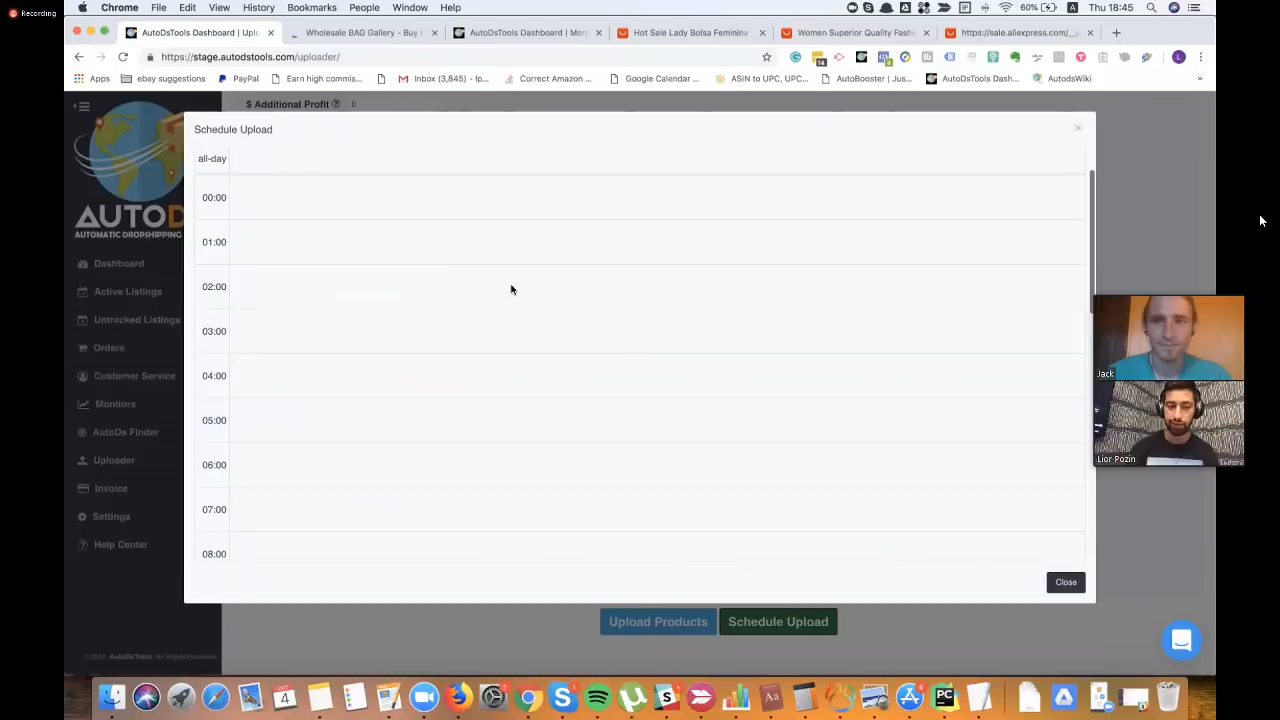 Recording
Chrome File Edit View History Bookmarks People Window Help
60% Thu 18:45
AutoDsTools Dashboard | Uplo
Wholesale BAG Gallery - Buy
AutoDsTools Dashboard | Mon
Hot Sale Lady Bolsa Feminina
Women Superior Quality Fashi
https://sale.aliexpress.com/__
https://stage.autodstools.com/uploader/
Apps ebay suggestions PayPal Earn high commis... Inbox (3,845) - Ip... Correct Amazon ... Google Calendar ... ASIN to UPC, UPC... AutoBooster | Jus... AutoDsTools Dash... AutodsWiki
$ Additional Profit 0
Schedule Upload
all-day
00:00
01:00
02:00
03:00
04:00
05:00
06:00
07:00
08:00
Close
AUTOD
AUTOMATIC DROPSHIPPING
Dashboard
Active Listings
Untracked Listings
Orders
Customer Service
Monitors
AutoDs Finder
Uploader
Invoice
Settings
Help Center
Upload Products
Schedule Upload
Jack
Lior Pozin